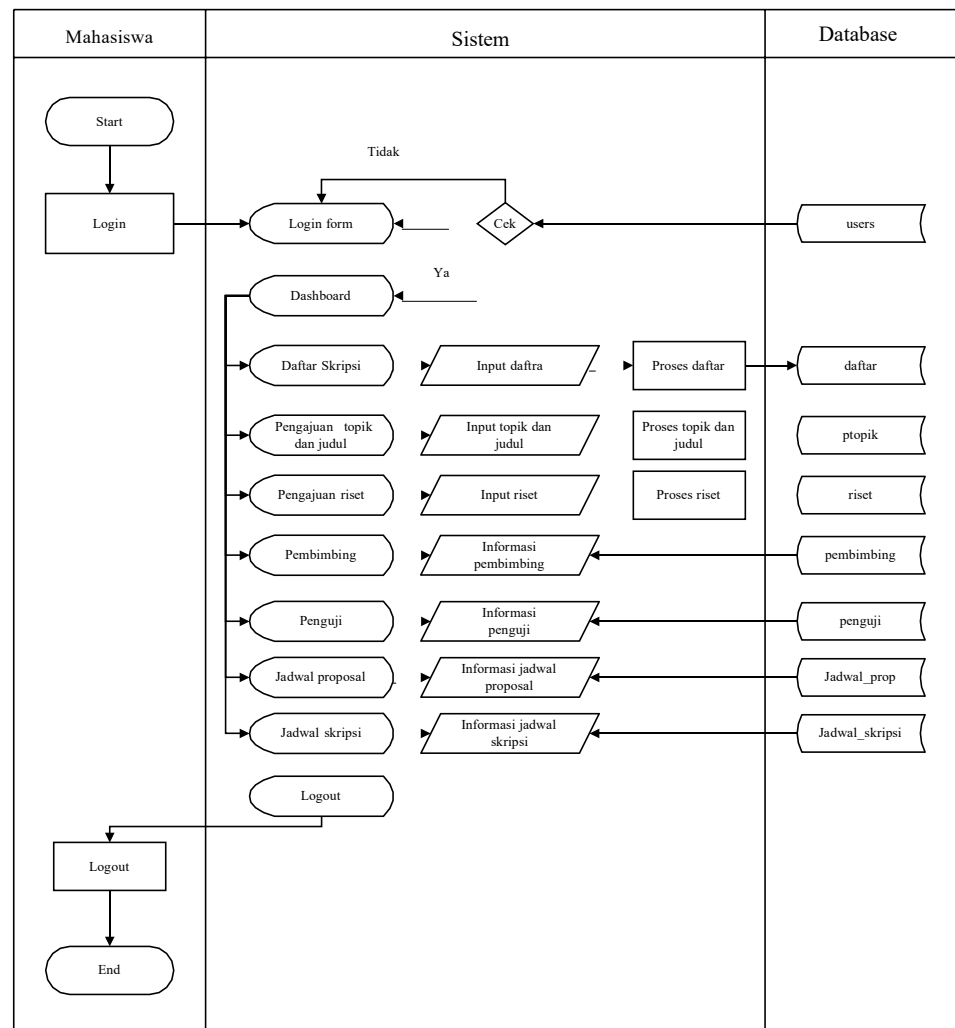 Mahasiswa
Sistem
Database
Start
Tidak
Login
Login form
Cek
users
Ya
Dashboard
Daftar Skripsi
Input daftra
Proses daftar
daftar
Pengajuan topik
dan judul
Input topik dan
judul
Proses topik dan
judul
ptopik
Pengajuan riset
Input riset
Proses riset
riset
Pembimbing
Informasi
pembimbing
pembimbing
Penguji
Informasi
penguji
penguji
Jadwal proposal
Informasi jadwal
proposal
Jadwal_prop
Jadwal skripsi
Informasi jadwal
skripsi
Jadwal_skripsi
Logout
Logout
End